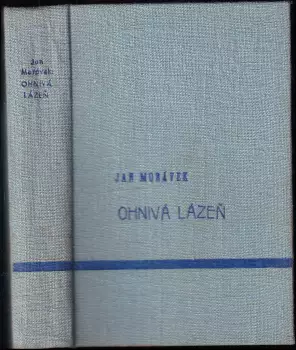 Jan
Morávek:
OHNIVÁ
LÁZEŇ
JAN MORÁVEK
OHNIVÁ LÁZEŇ